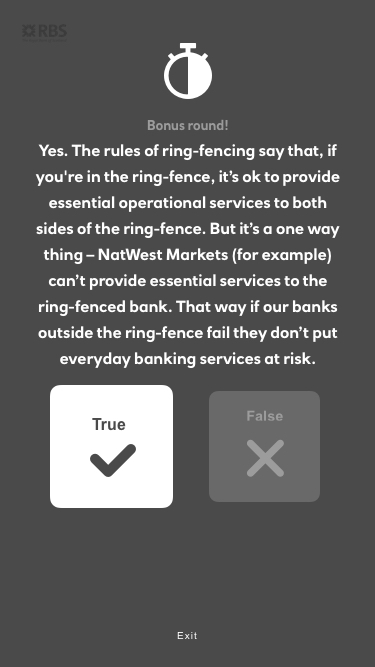 RBS
Bonus round!
Yes. The rules of ring-fencing say that, if
you're in the ring-fence, it's ok to provide
essential operational services to both
sides of the ring-fence. But it's a one way
thing – NatWest Markets (for example)
can't provide essential services to the
ring-fenced bank. That way if our banks
outside the ring-fence fail they don't put
everyday banking services at risk.
True
False
Exit